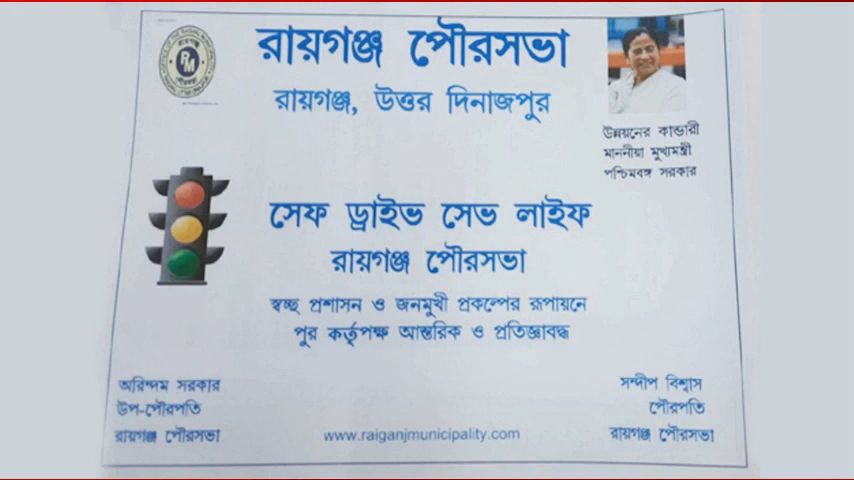 রায়গঞ্জ পৌরসভা
রায়গঞ্জ, উত্তর দিনাজপুর
উন্নয়নের কান্ডারী
মাননীয়া মুখ্যমন্ত্রী
পশ্চিমবঙ্গ সরকার
সেফ ড্রাইভ সেভ লাইফ
রায়গঞ্জ পৌরসভা
স্বচ্ছ প্রশাসন ও জনমুখী প্রকল্পের রূপায়নে
পুর কর্তৃপক্ষ আন্তরিক ও প্রতিজ্ঞাবদ্ধ
অরিন্দম সরকার
উপ-পৌরপতি
রায়গঞ্জ পৌরসভা
www.raiganjmunicipality.com
সন্দীপ বিশ্বাস
পৌরপতি
রায়গঞ্জ পৌরসভা